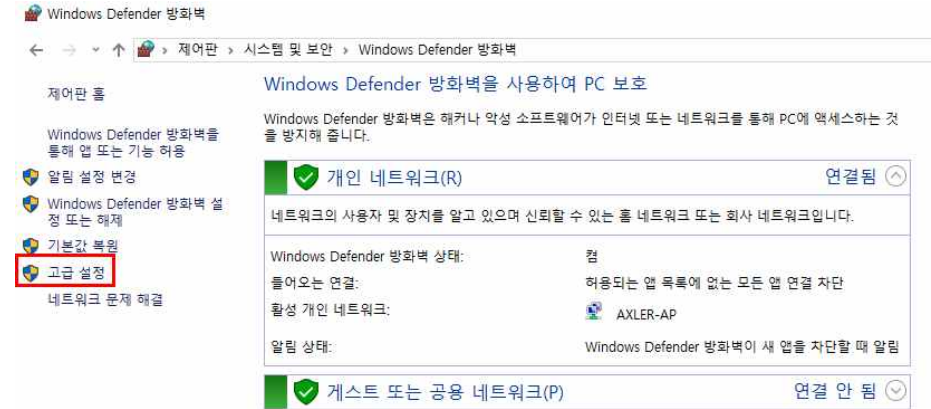 Windows Defender 방화벽
제어판 › 시스템 및 보안 › Windows Defender 방화벽
제어판 홈
Windows Defender 방화벽을
통해 앱 또는 기능 허용
알림 설정 변경
Windows Defender 방화벽 설
정 또는 해제
기본값 복원
고급 설정
네트워크 문제 해결
Windows Defender 방화벽을 사용하여 PC 보호
Windows Defender 방화벽은 해커나 악성 소프트웨어가 인터넷 또는 네트워크를 통해 PC에 액세스하는 것
을 방지해 줍니다.
개인 네트워크(R) 연결됨
네트워크의 사용자 및 장치를 알고 있으며 신뢰할 수 있는 홈 네트워크 또는 회사 네트워크입니다.
Windows Defender 방화벽 상태: 켬
들어오는 연결: 허용되는 앱 목록에 없는 모든 앱 연결 차단
활성 개인 네트워크: AXLER-AP
알림 상태: Windows Defender 방화벽이 새 앱을 차단할 때 알림
게스트 또는 공용 네트워크(P) 연결 안 됨